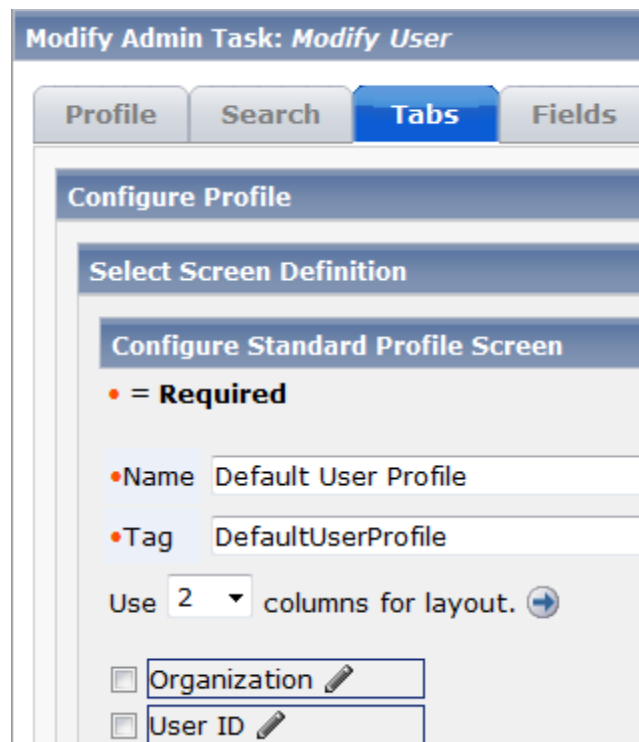 Modify Admin Task: Modify User
Profile Search Tabs Fields
Configure Profile
Select Screen Definition
Configure Standard Profile Screen
• = Required
•Name Default User Profile
•Tag DefaultUserProfile
Use 2 columns for layout.
Organization
User ID